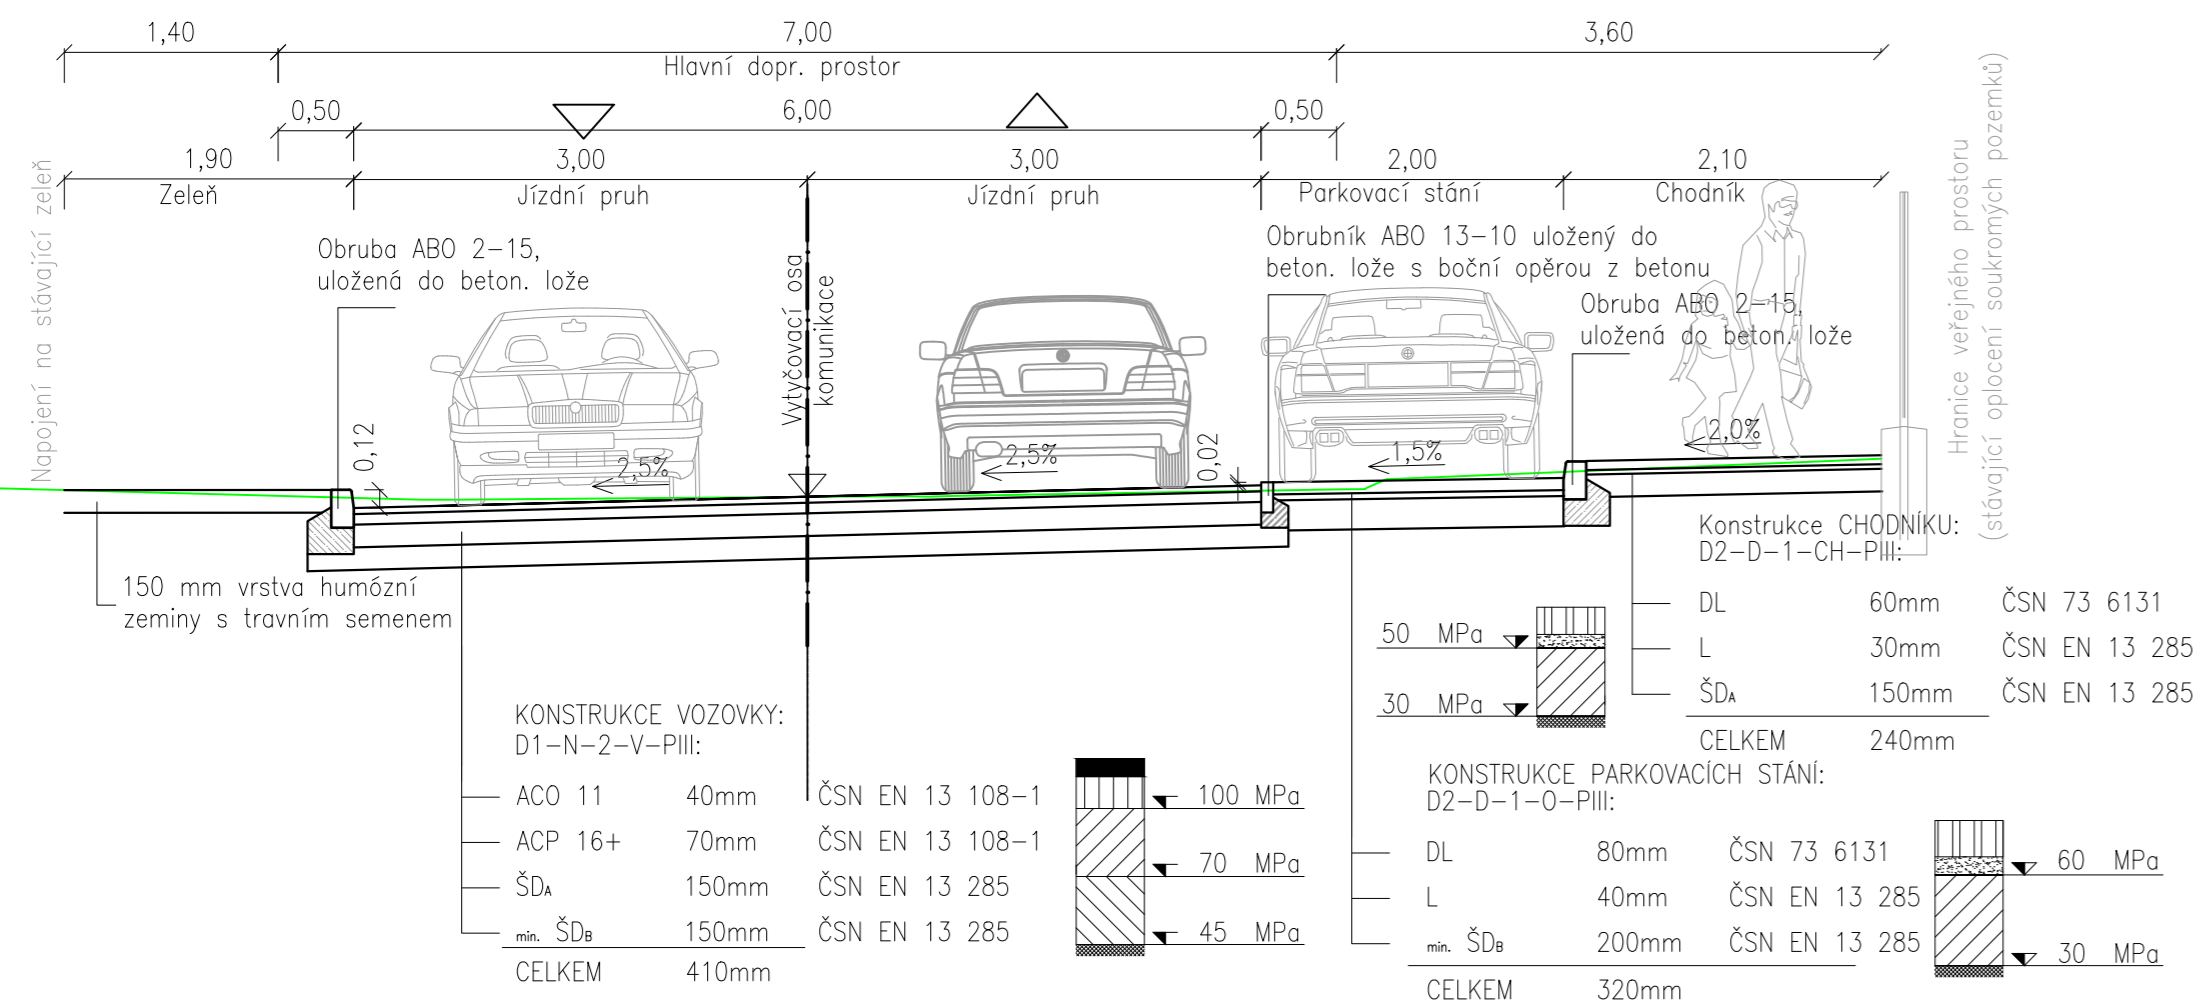 1,40 7,00 3,60
Hlavní dopr. prostor
0,50 6,00 0,50
1,90 3,00 3,00 2,00 2,10
Zeleň Jízdní pruh Jízdní pruh Parkovací stání Chodník
Napojení na stávající zeleň
Obruba ABO 2-15,
uložená do beton. lože
Vytyčovací osa
komunikace
Obrubník ABO 13-10 uložený do
beton. lože s boční opěrou z betonu
Obruba ABO 2-15,
uložená do beton. lože
Hranice veřejného prostoru
(stávající oplocení soukromých pozemků)
0,12
2,5%
2,5%
0,02
1,5%
2,0%
150 mm vrstva humózní
zeminy s travním semenem
KONSTRUKCE VOZOVKY:
D1-N-2-V-PIII:
ACO 11 40mm ČSN EN 13 108-1
ACP 16+ 70mm ČSN EN 13 108-1
ŠDA 150mm ČSN EN 13 285
min. ŠDB 150mm ČSN EN 13 285
CELKEM 410mm
100 MPa
70 MPa
45 MPa
Konstrukce CHODNÍKU:
D2-D-1-CH-PIII:
DL 60mm ČSN 73 6131
L 30mm ČSN EN 13 285
ŠDA 150mm ČSN EN 13 285
CELKEM 240mm
50 MPa
30 MPa
KONSTRUKCE PARKOVACÍCH STÁNÍ:
D2-D-1-O-PIII:
DL 80mm ČSN 73 6131
L 40mm ČSN EN 13 285
min. ŠDB 200mm ČSN EN 13 285
CELKEM 320mm
60 MPa
30 MPa